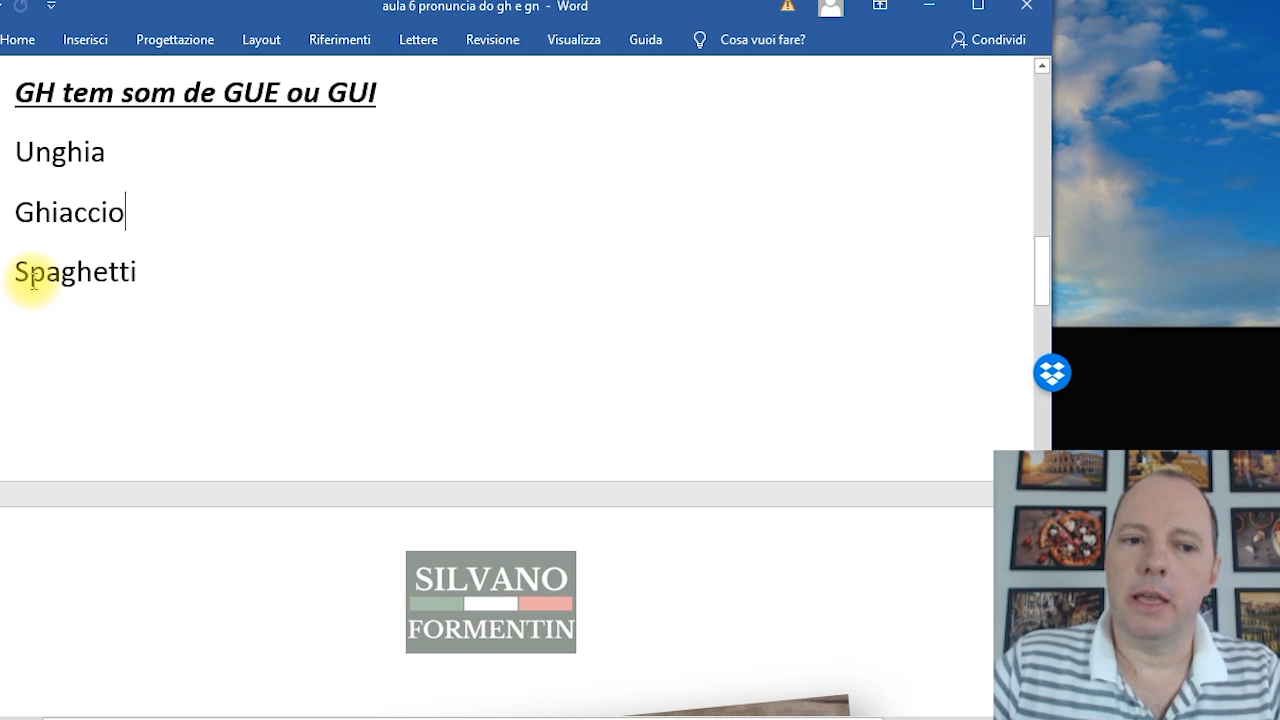 aula 6 pronuncia do gh e gn - Word
Home Inserisci Progettazione Layout Riferimenti Lettere Revisione Visualizza Guida Cosa vuoi fare? Condividi
GH tem som de GUE ou GUI
Unghia
Ghiaccio
Spaghetti
SILVANO
FORMENTIN